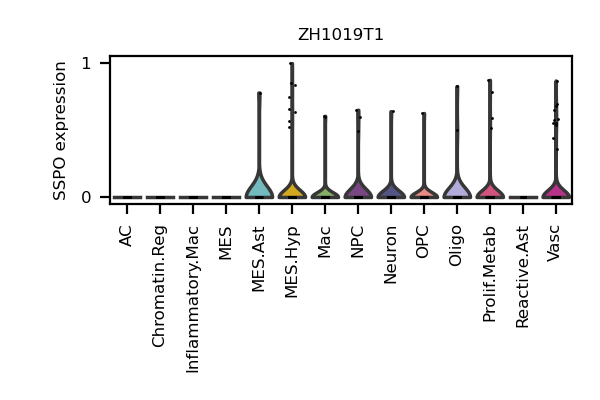 ZH1019T1
SSPO expression
1
0
AC
Chromatin.Reg
Inflammatory.Mac
MES
MES.Ast
MES.Hyp
Mac
NPC
Neuron
OPC
Oligo
Prolif.Metab
Reactive.Ast
Vasc